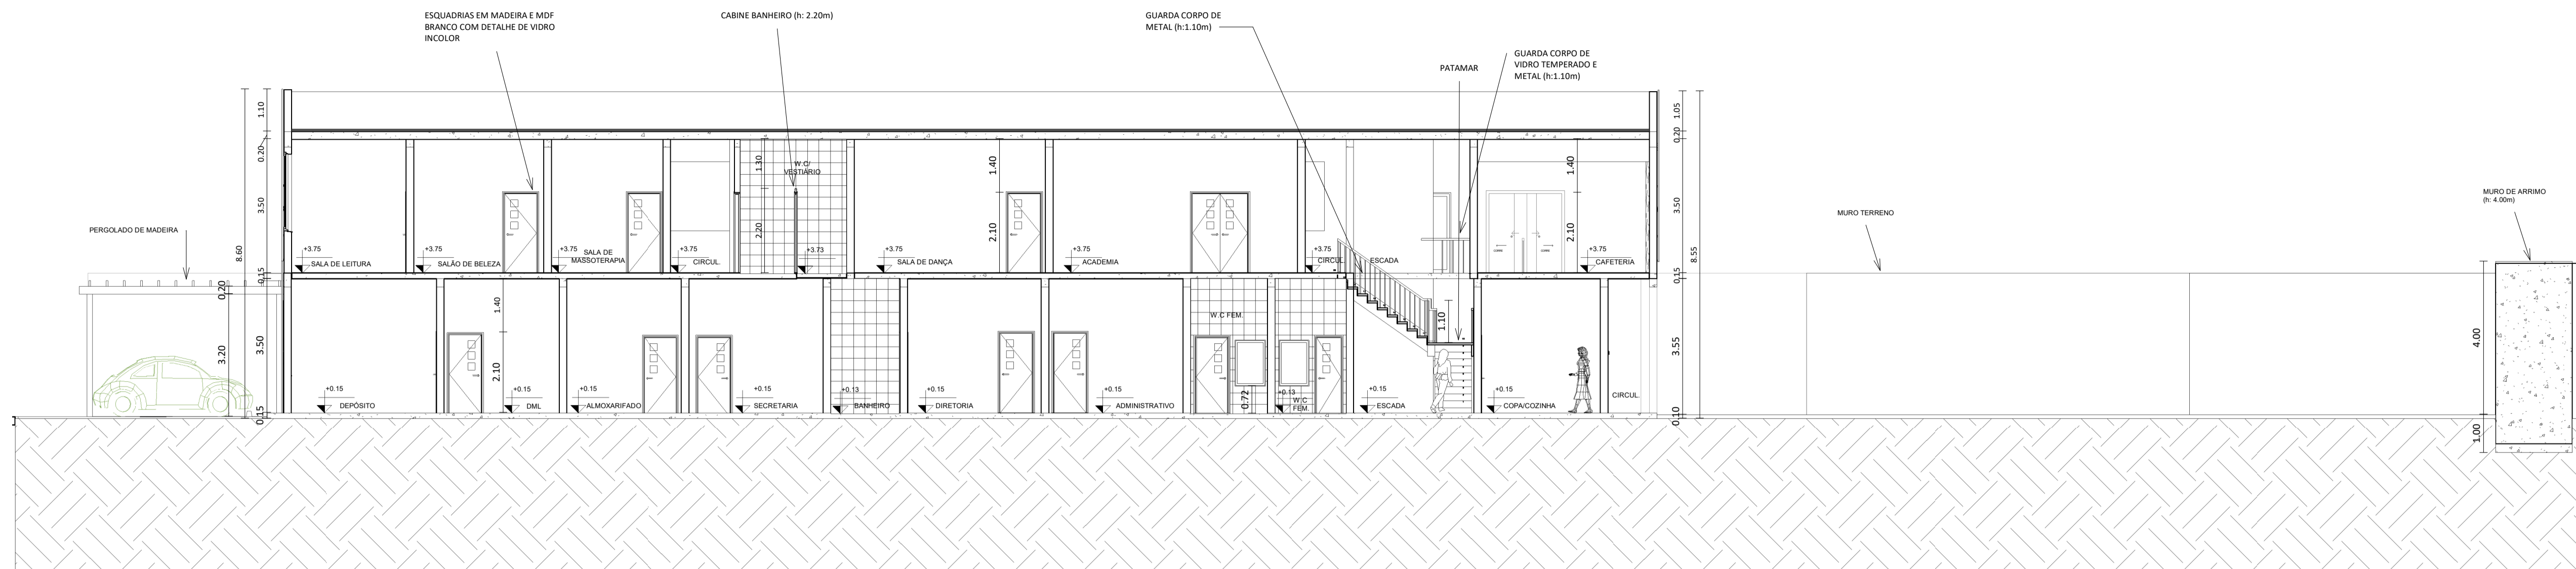 ESQUADRIAS EM MADEIRA E MDF
BRANCO COM DETALHE DE VIDRO
INCOLOR
CABINE BANHEIRO (h: 2.20m)
GUARDA CORPO DE
METAL (h:1.10m)
GUARDA CORPO DE
VIDRO TEMPERADO E
METAL (h:1.10m)
PATAMAR
MURO DE ARRIMO
(h: 4.00m)
MURO TERRENO
PERGOLADO DE MADEIRA
1.10
0.20
3.50
8.60
0.15
0.20
3.20
3.50
0.15
W.C/
VESTIÁRIO
1.30
2.20
1.40
2.10
1.40
2.10
+3.75
SALA DE LEITURA
+3.75
SALÃO DE BELEZA
+3.75
SALA DE
MASSOTERAPIA
+3.75
CIRCUL.
+3.73
+3.75
SALA DE DANÇA
+3.75
ACADEMIA
+3.75
CIRCUL.
ESCADA
+3.75
CAFETERIA
1.05
0.20
3.50
8.55
0.15
3.55
0.10
1.40
2.10
W.C FEM.
1.10
0.72
+0.15
DEPÓSITO
+0.15
DML
+0.15
ALMOXARIFADO
+0.15
SECRETARIA
+0.13
BANHEIRO
+0.15
DIRETORIA
+0.15
ADMINISTRATIVO
+0.13
W.C
FEM.
+0.15
ESCADA
+0.15
COPA/COZINHA
CIRCUL.
4.00
1.00